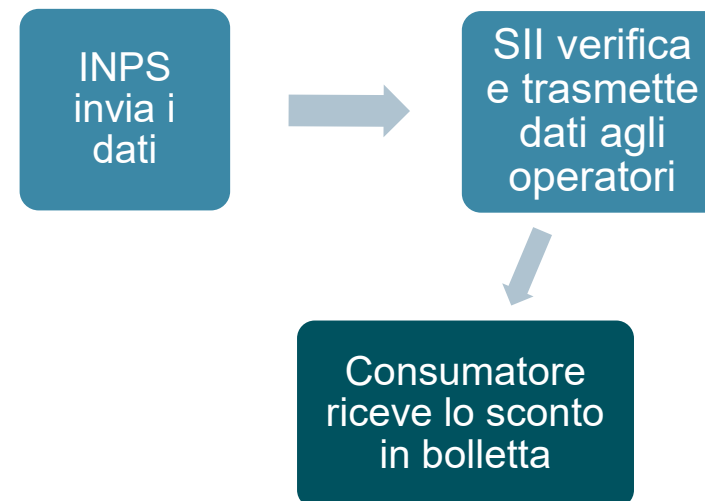 INPS
invia i
dati
SII verifica
e trasmette
dati agli
operatori
Consumatore
riceve lo sconto
in bolletta